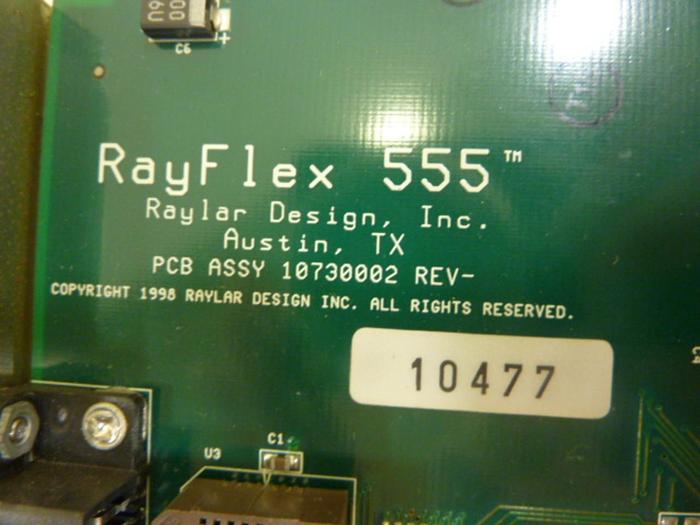 C6
+
RayFlex 555™
Raylar Design, Inc.
Austin, TX
PCB ASSY 10730002 REV-
COPYRIGHT 1998 RAYLAR DESIGN INC. ALL RIGHTS RESERVED.
10477
C1
U3